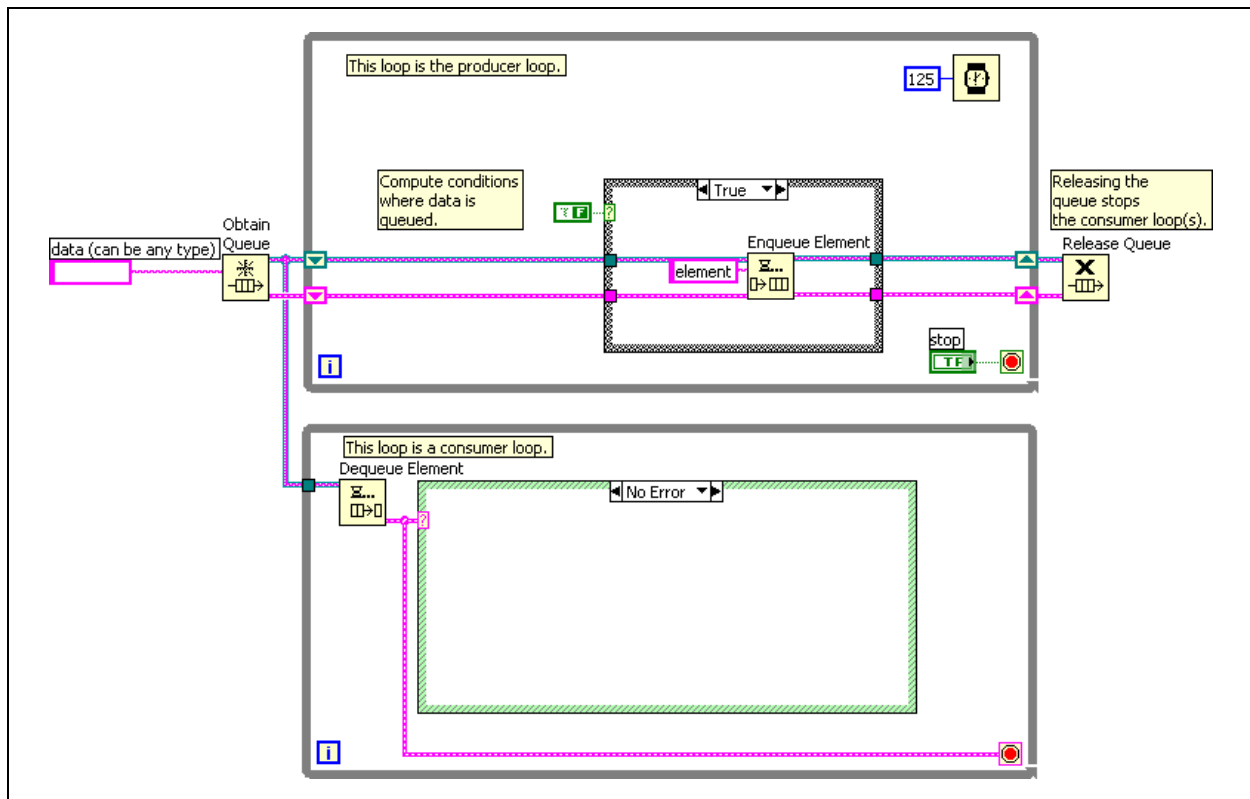 This loop is the producer loop.
125
Compute conditions
where data is
queued.
True
Releasing the
queue stops
the consumer loop(s).
Obtain
Queue
Enqueue Element
Release Queue
data (can be any type)
element
stop
TF
i
This loop is a consumer loop.
Dequeue Element
No Error
i